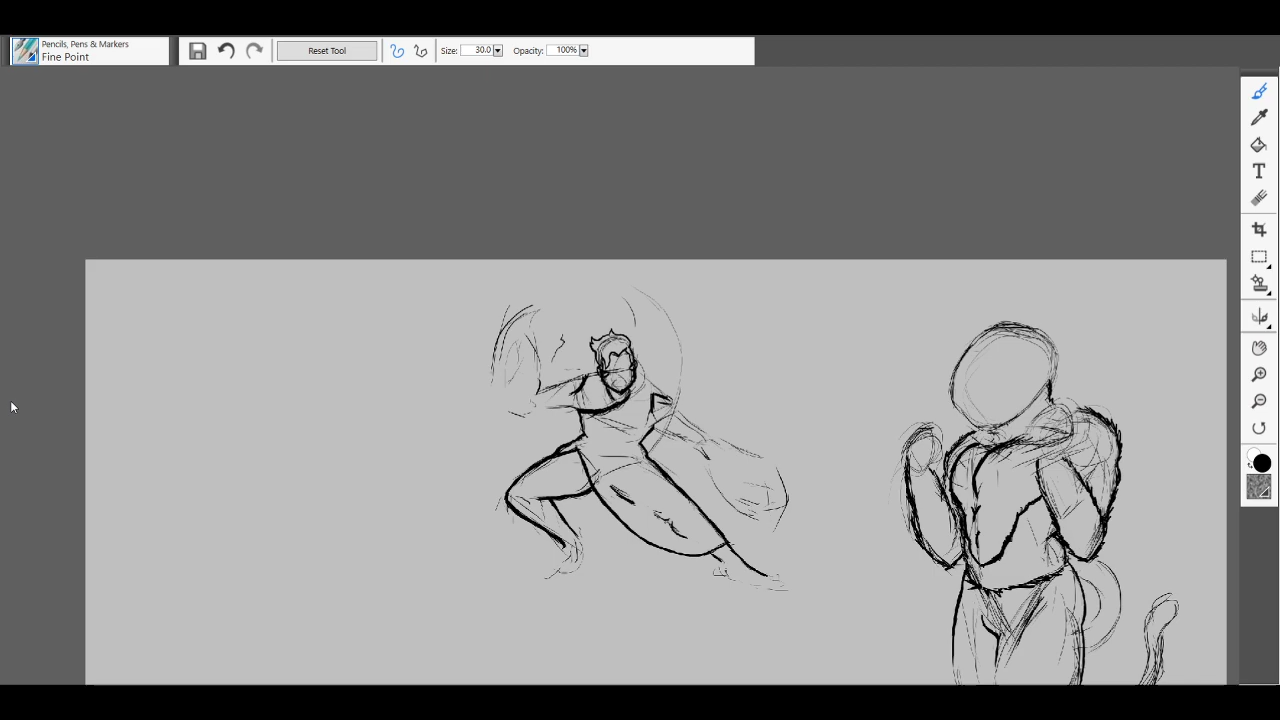 Pencils, Pens & Markers
Fine Point
Reset Tool
Size: 30.0
Opacity: 100%
T